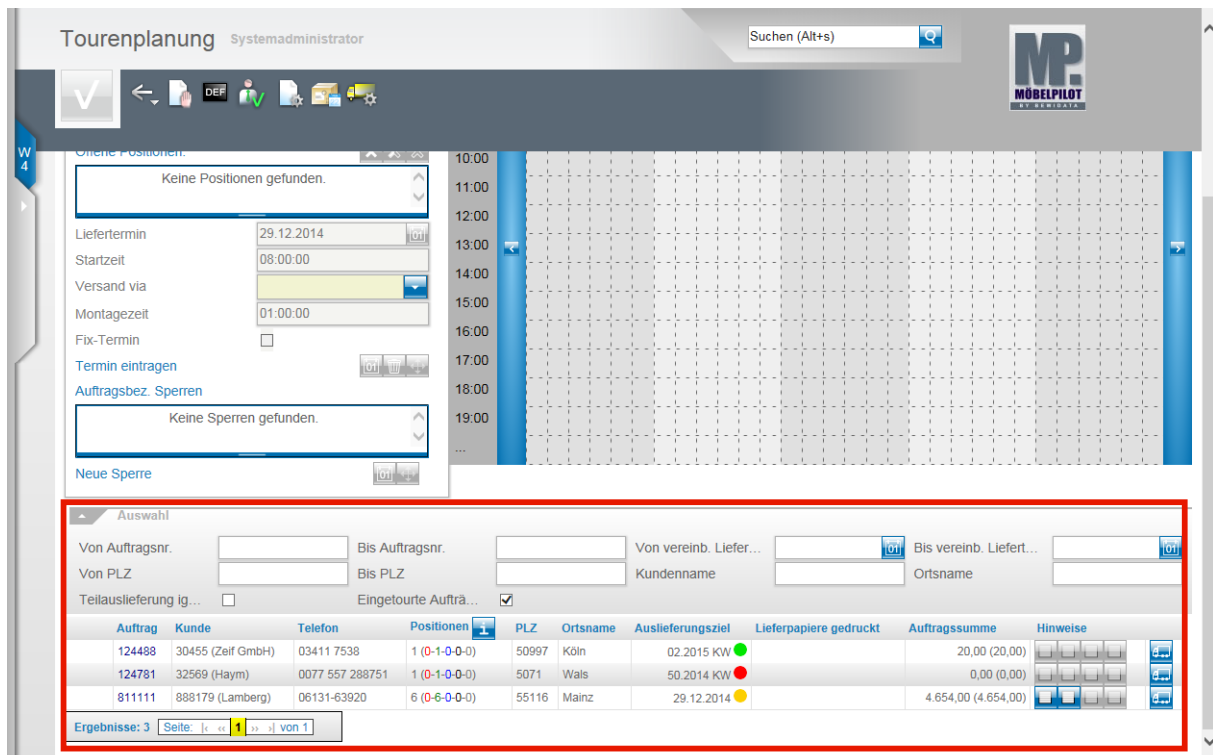 Tourenplanung Systemadministrator
Suchen (Alt+s)
MP.
MÖBELPILOT
BY BEWIDATA
DEF
W
4
Offene Positionen:
Keine Positionen gefunden.
Liefertermin 29.12.2014
Startzeit 08:00:00
Versand via
Montagezeit 01:00:00
Fix-Termin
Termin eintragen
Auftragsbez. Sperren
Keine Sperren gefunden.
Neue Sperre
10:00
11:00
12:00
13:00
14:00
15:00
16:00
17:00
18:00
19:00
...
Auswahl
Von Auftragsnr. Bis Auftragsnr. Von vereinb. Liefer... Bis vereinb. Liefert...
Von PLZ Bis PLZ Kundenname Ortsname
Teilauslieferung ig... Eingetourte Aufträ...
Auftrag Kunde Telefon Positionen PLZ Ortsname Auslieferungsziel Lieferpapiere gedruckt Auftragssumme Hinweise
124488 30455 (Zeif GmbH) 03411 7538 1 (0-1-0-0-0) 50997 Köln 02.2015 KW 20,00 (20,00)
124781 32569 (Haym) 0077 557 288751 1 (0-1-0-0-0) 5071 Wals 50.2014 KW 0,00 (0,00)
811111 888179 (Lamberg) 06131-63920 6 (0-6-0-0-0) 55116 Mainz 29.12.2014 4.654,00 (4.654,00)
Ergebnisse: 3 Seite: |‹ ‹‹ 1 ›› ›| von 1